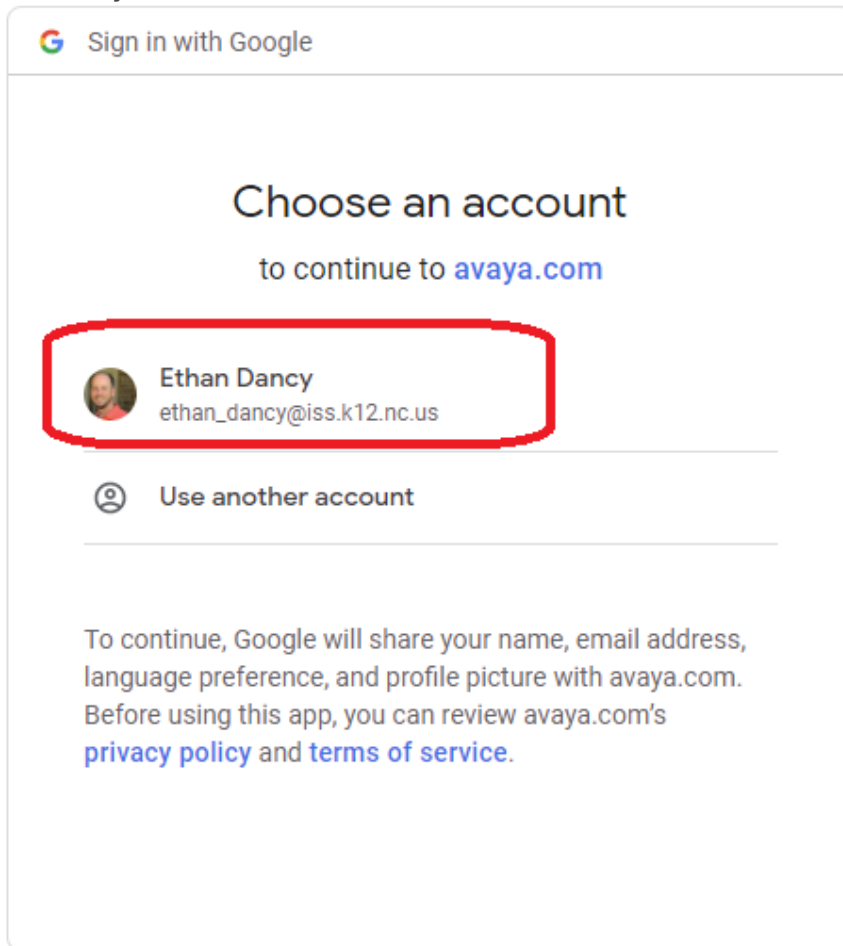 Sign in with Google
Choose an account
to continue to avaya.com
Ethan Dancy
ethan_dancy@iss.k12.nc.us
Use another account
To continue, Google will share your name, email address,
language preference, and profile picture with avaya.com.
Before using this app, you can review avaya.com's
privacy policy and terms of service.